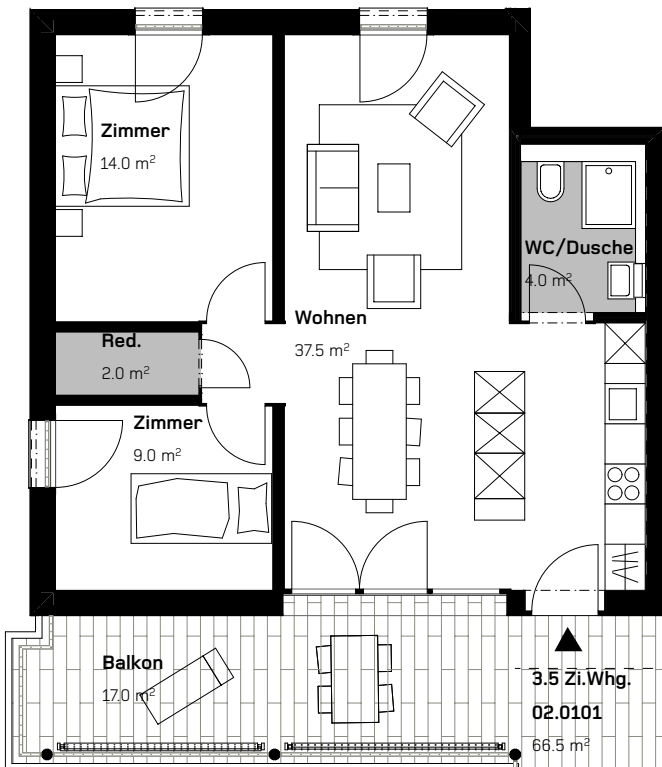 Zimmer
14.0 m²
WC/Dusche
4.0 m²
Wohnen
37.5 m²
Red.
2.0 m²
Zimmer
9.0 m²
Balkon
17.0 m²
3.5 Zi.Whg.
02.0101
66.5 m²